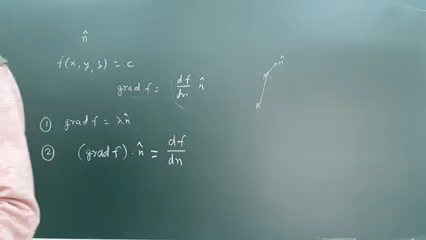 n̂
f(x, y, z) = c
grad f = (df/dn n̂
① grad f = λn̂
② (grad f) · n̂ = df/dn
n̂